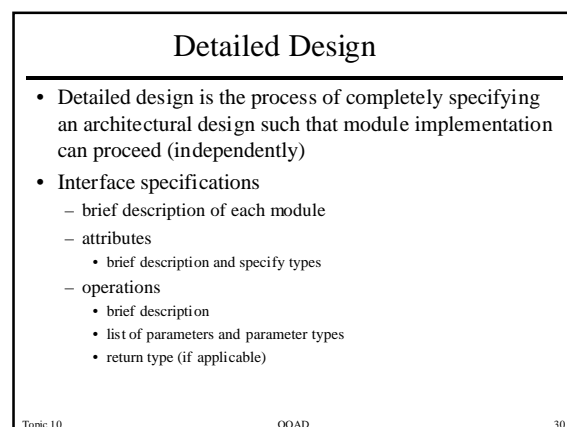 Detailed Design
• Detailed design is the process of completely specifying
an architectural design such that module implementation
can proceed (independently)
• Interface specifications
– brief description of each module
– attributes
• brief description and specify types
– operations
• brief description
• list of parameters and parameter types
• return type (if applicable)
Topic 10 OOAD 30